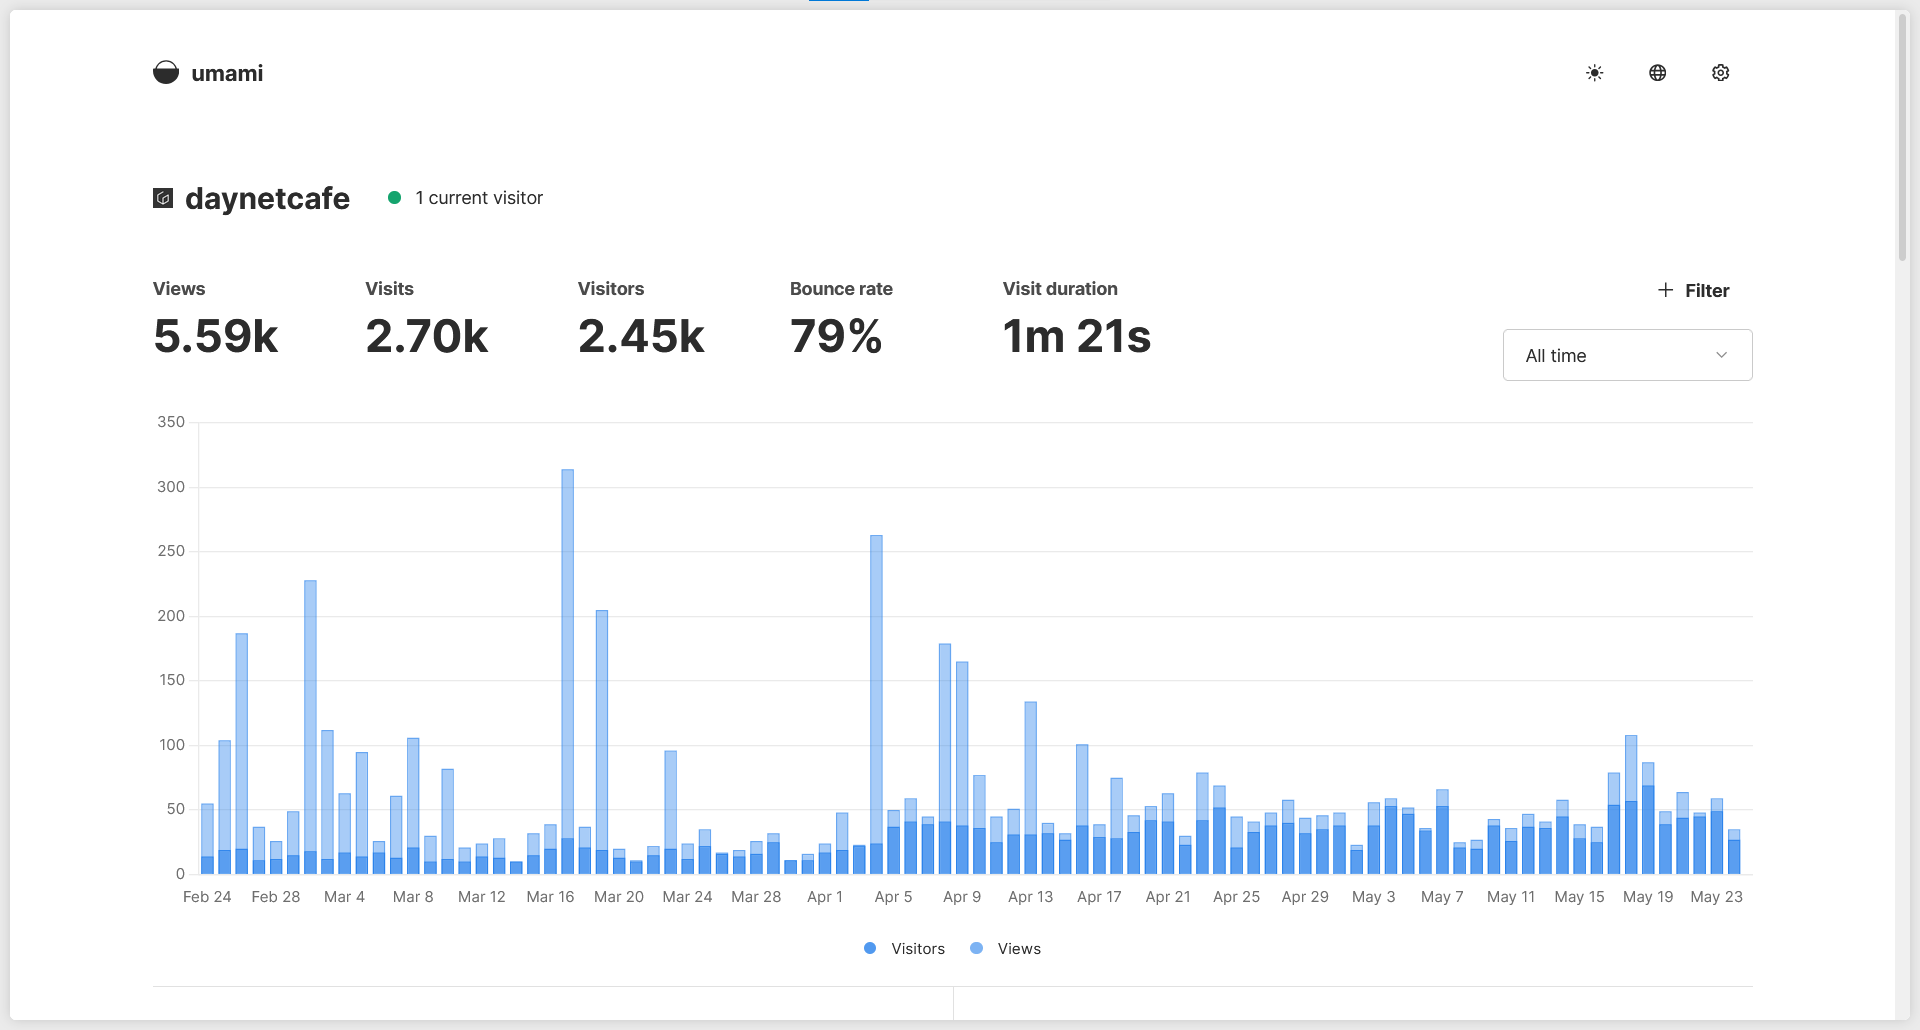 umami
daynetcafe
1 current visitor
Views
Visits
Visitors
Bounce rate
Visit duration
Filter
5.59k
2.70k
2.45k
79%
1m 21s
All time
350
300
250
200
150
100
50
0
Feb 24 Feb 28 Mar 4 Mar 8 Mar 12 Mar 16 Mar 20 Mar 24 Mar 28 Apr 1 Apr 5 Apr 9 Apr 13 Apr 17 Apr 21 Apr 25 Apr 29 May 3 May 7 May 11 May 15 May 19 May 23
Visitors Views